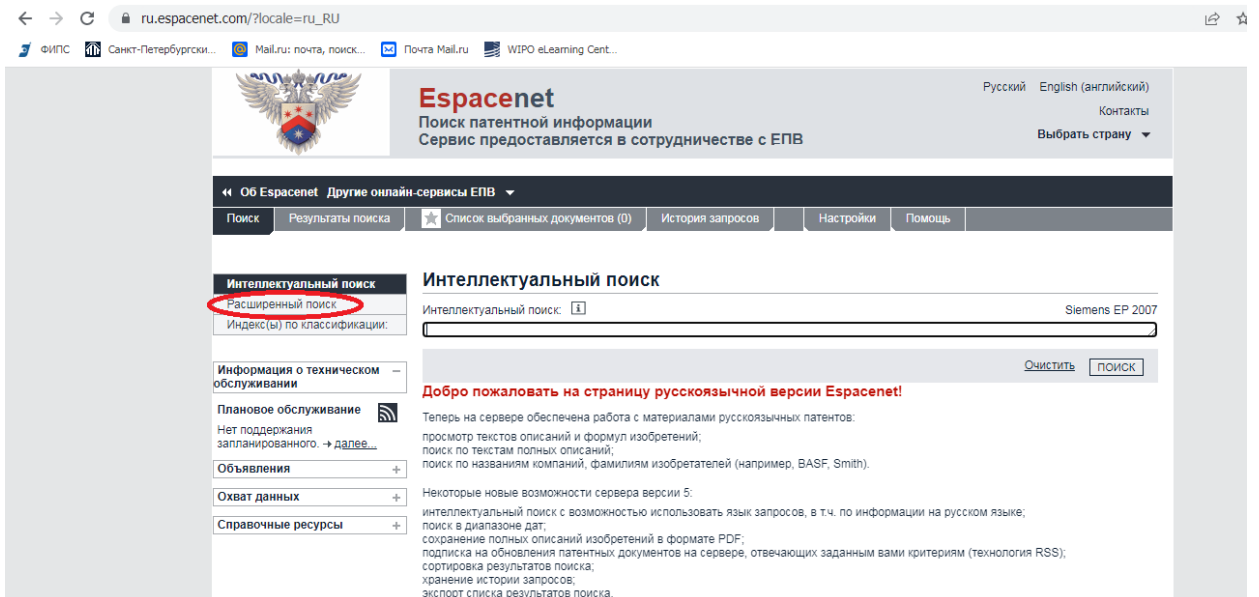 ru.espacenet.com/?locale=ru_RU
ФИПС Санкт-Петербургски... Mail.ru: почта, поиск... Почта Mail.ru WIPO eLearning Cent...
Espacenet
Поиск патентной информации
Сервис предоставляется в сотрудничестве с ЕПВ
Русский English (английский)
Контакты
Выбрать страну
Об Espacenet Другие онлайн-сервисы ЕПВ
Поиск Результаты поиска Список выбранных документов (0) История запросов Настройки Помощь
Интеллектуальный поиск
Расширенный поиск
Индекс(ы) по классификации:
Информация о техническом –
обслуживании
Плановое обслуживание
Нет поддержания
запланированного. → далее...
Объявления +
Охват данных +
Справочные ресурсы +
Интеллектуальный поиск
Интеллектуальный поиск: i Siemens EP 2007
Очистить ПОИСК
Добро пожаловать на страницу русскоязычной версии Espacenet!
Теперь на сервере обеспечена работа с материалами русскоязычных патентов:
просмотр текстов описаний и формул изобретений;
поиск по текстам полных описаний;
поиск по названиям компаний, фамилиям изобретателей (например, BASF, Smith).
Некоторые новые возможности сервера версии 5:
интеллектуальный поиск с возможностью использовать язык запросов, в т.ч. по информации на русском языке;
поиск в диапазоне дат;
сохранение полных описаний изобретений в формате PDF;
подписка на обновления патентных документов на сервере, отвечающих заданным вами критериям (технология RSS);
сортировка результатов поиска;
хранение истории запросов;
экспорт списка результатов поиска.